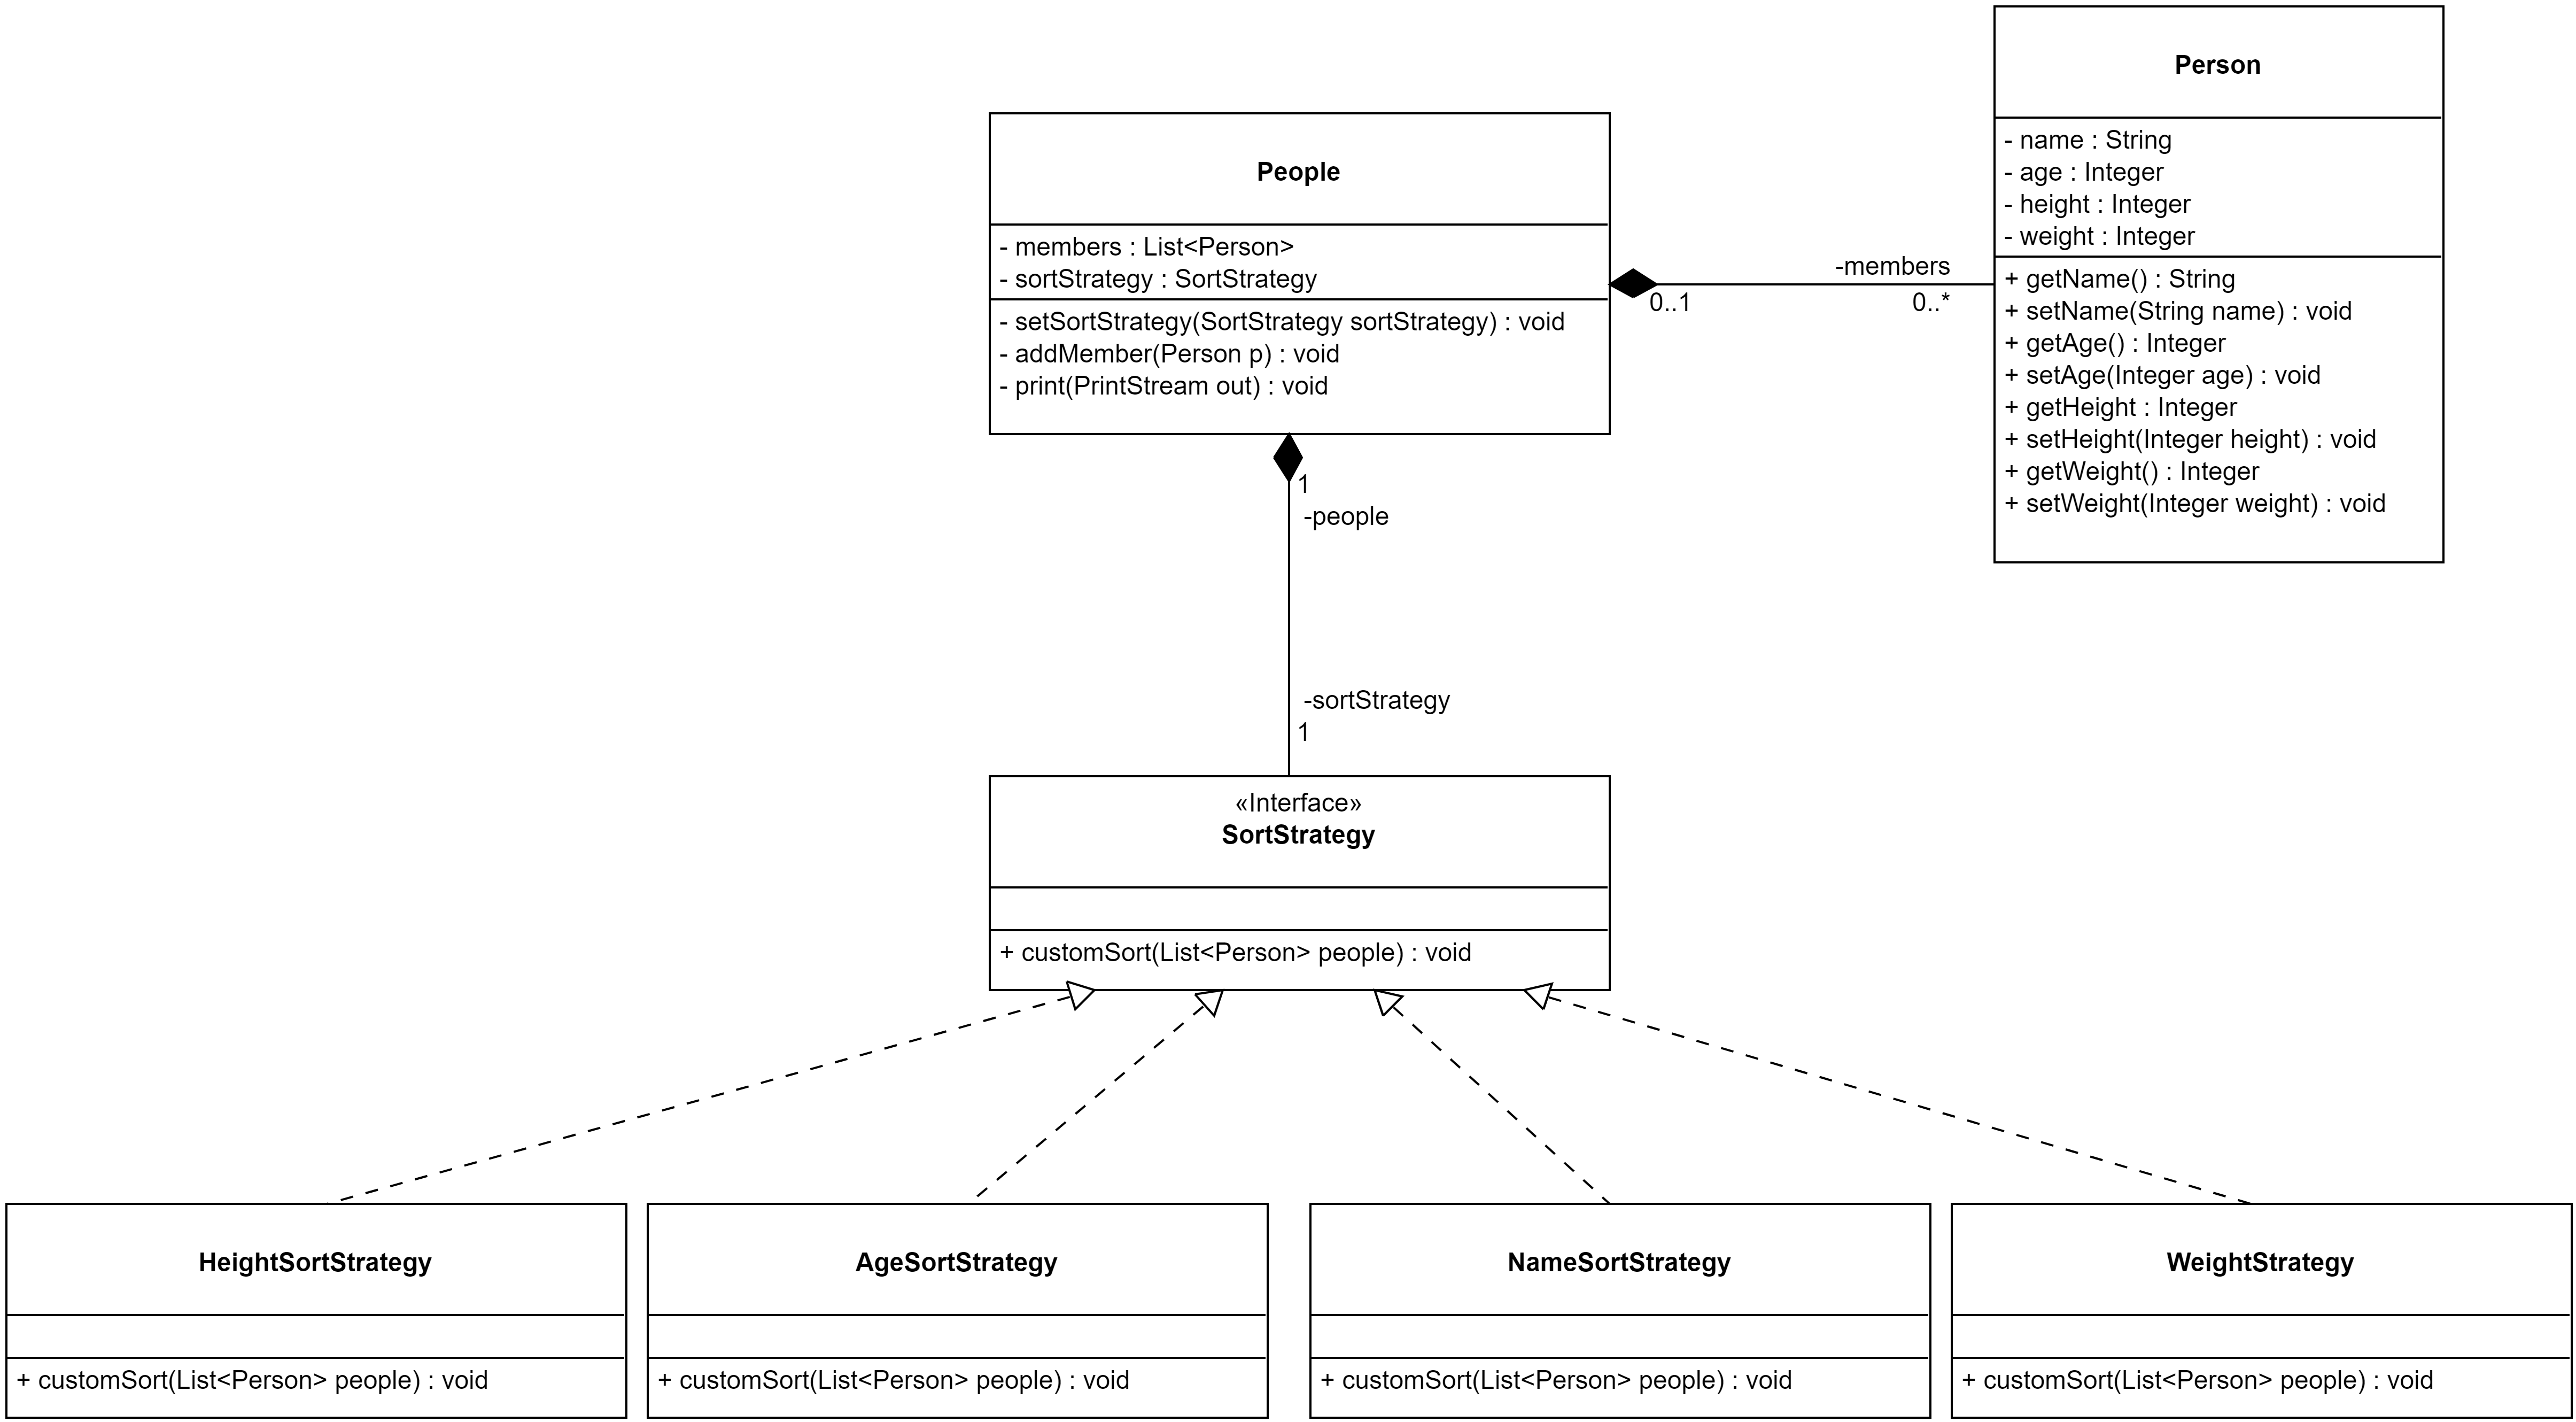 Person
- name : String
- age : Integer
- height : Integer
- weight : Integer
+ getName() : String
+ setName(String name) : void
+ getAge() : Integer
+ setAge(Integer age) : void
+ getHeight : Integer
+ setHeight(Integer height) : void
+ getWeight() : Integer
+ setWeight(Integer weight) : void
People
- members : List<Person>
- sortStrategy : SortStrategy
- setSortStrategy(SortStrategy sortStrategy) : void
- addMember(Person p) : void
- print(PrintStream out) : void
-members
0..1
0..*
1
-people
-sortStrategy
1
«Interface»
SortStrategy
+ customSort(List<Person> people) : void
HeightSortStrategy
+ customSort(List<Person> people) : void
AgeSortStrategy
+ customSort(List<Person> people) : void
NameSortStrategy
+ customSort(List<Person> people) : void
WeightStrategy
+ customSort(List<Person> people) : void